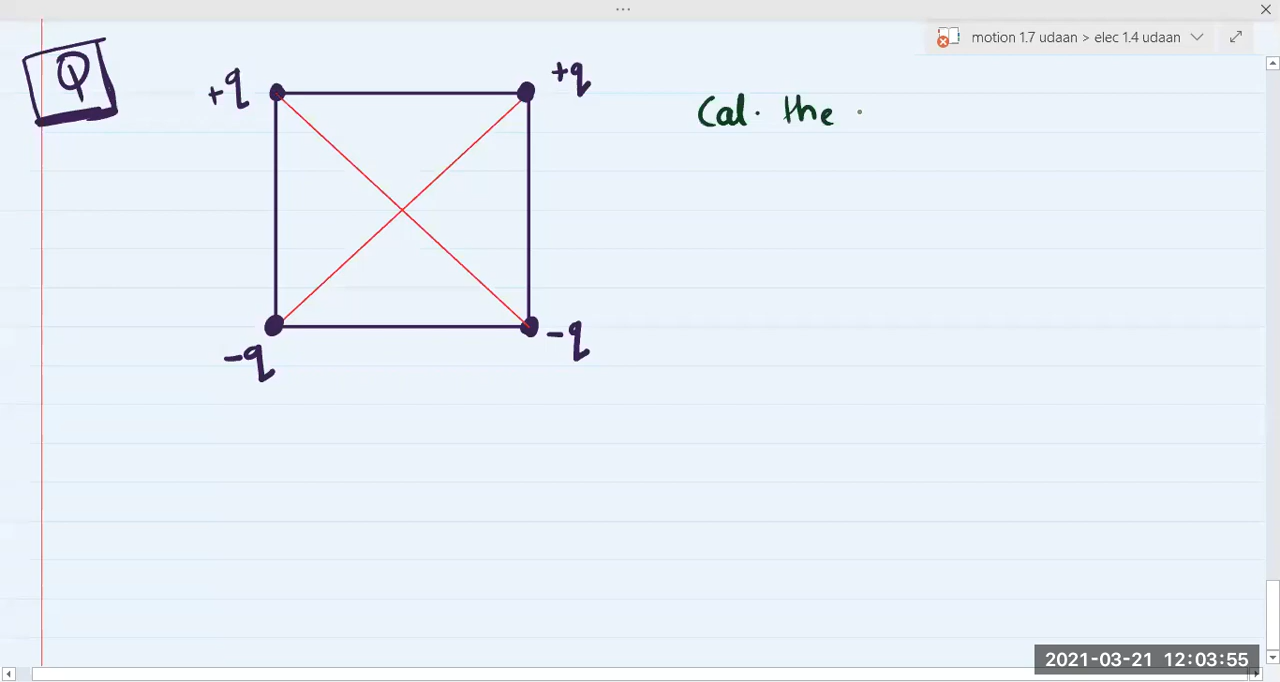 ...
motion 1.7 udaan > elec 1.4 udaan
Q
+q
+q
Cal. the
-q
-q
2021-03-21 12:03:55